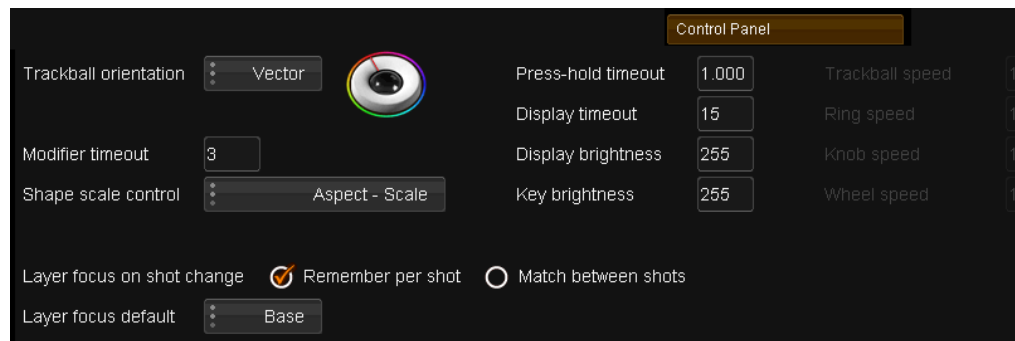 Control Panel
Trackball orientation Vector Press-hold timeout 1.000 Trackball speed
Display timeout 15 Ring speed
Modifier timeout 3 Display brightness 255 Knob speed
Shape scale control Aspect - Scale Key brightness 255 Wheel speed
Layer focus on shot change Remember per shot Match between shots
Layer focus default Base